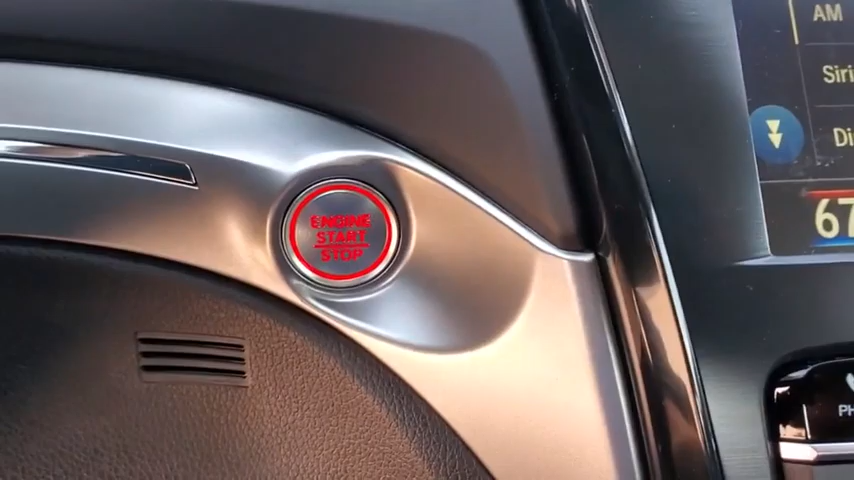 ENGINE
START
STOP
AM
Siri
Di
67
PH